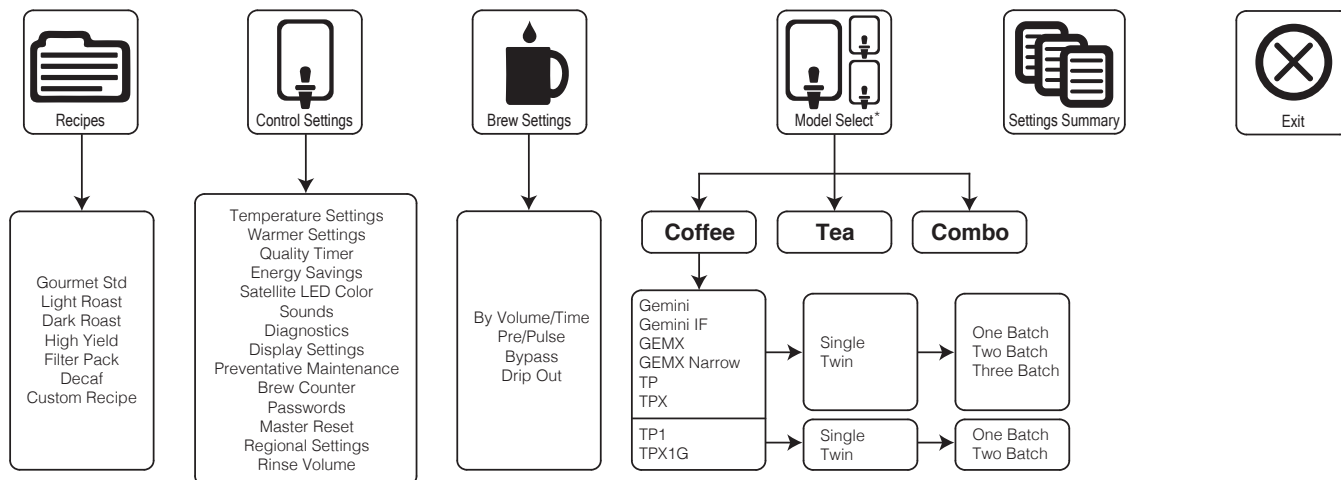 Recipes
Control Settings
Brew Settings
Model Select*
Settings Summary
Exit
Gourmet Std
Light Roast
Dark Roast
High Yield
Filter Pack
Decaf
Custom Recipe
Temperature Settings
Warmer Settings
Quality Timer
Energy Savings
Satellite LED Color
Sounds
Diagnostics
Display Settings
Preventative Maintenance
Brew Counter
Passwords
Master Reset
Regional Settings
Rinse Volume
By Volume/Time
Pre/Pulse
Bypass
Drip Out
Coffee
Tea
Combo
Gemini
Gemini IF
GEMX
GEMX Narrow
TP
TPX
Single
Twin
One Batch
Two Batch
Three Batch
TP1
TPX1G
Single
Twin
One Batch
Two Batch